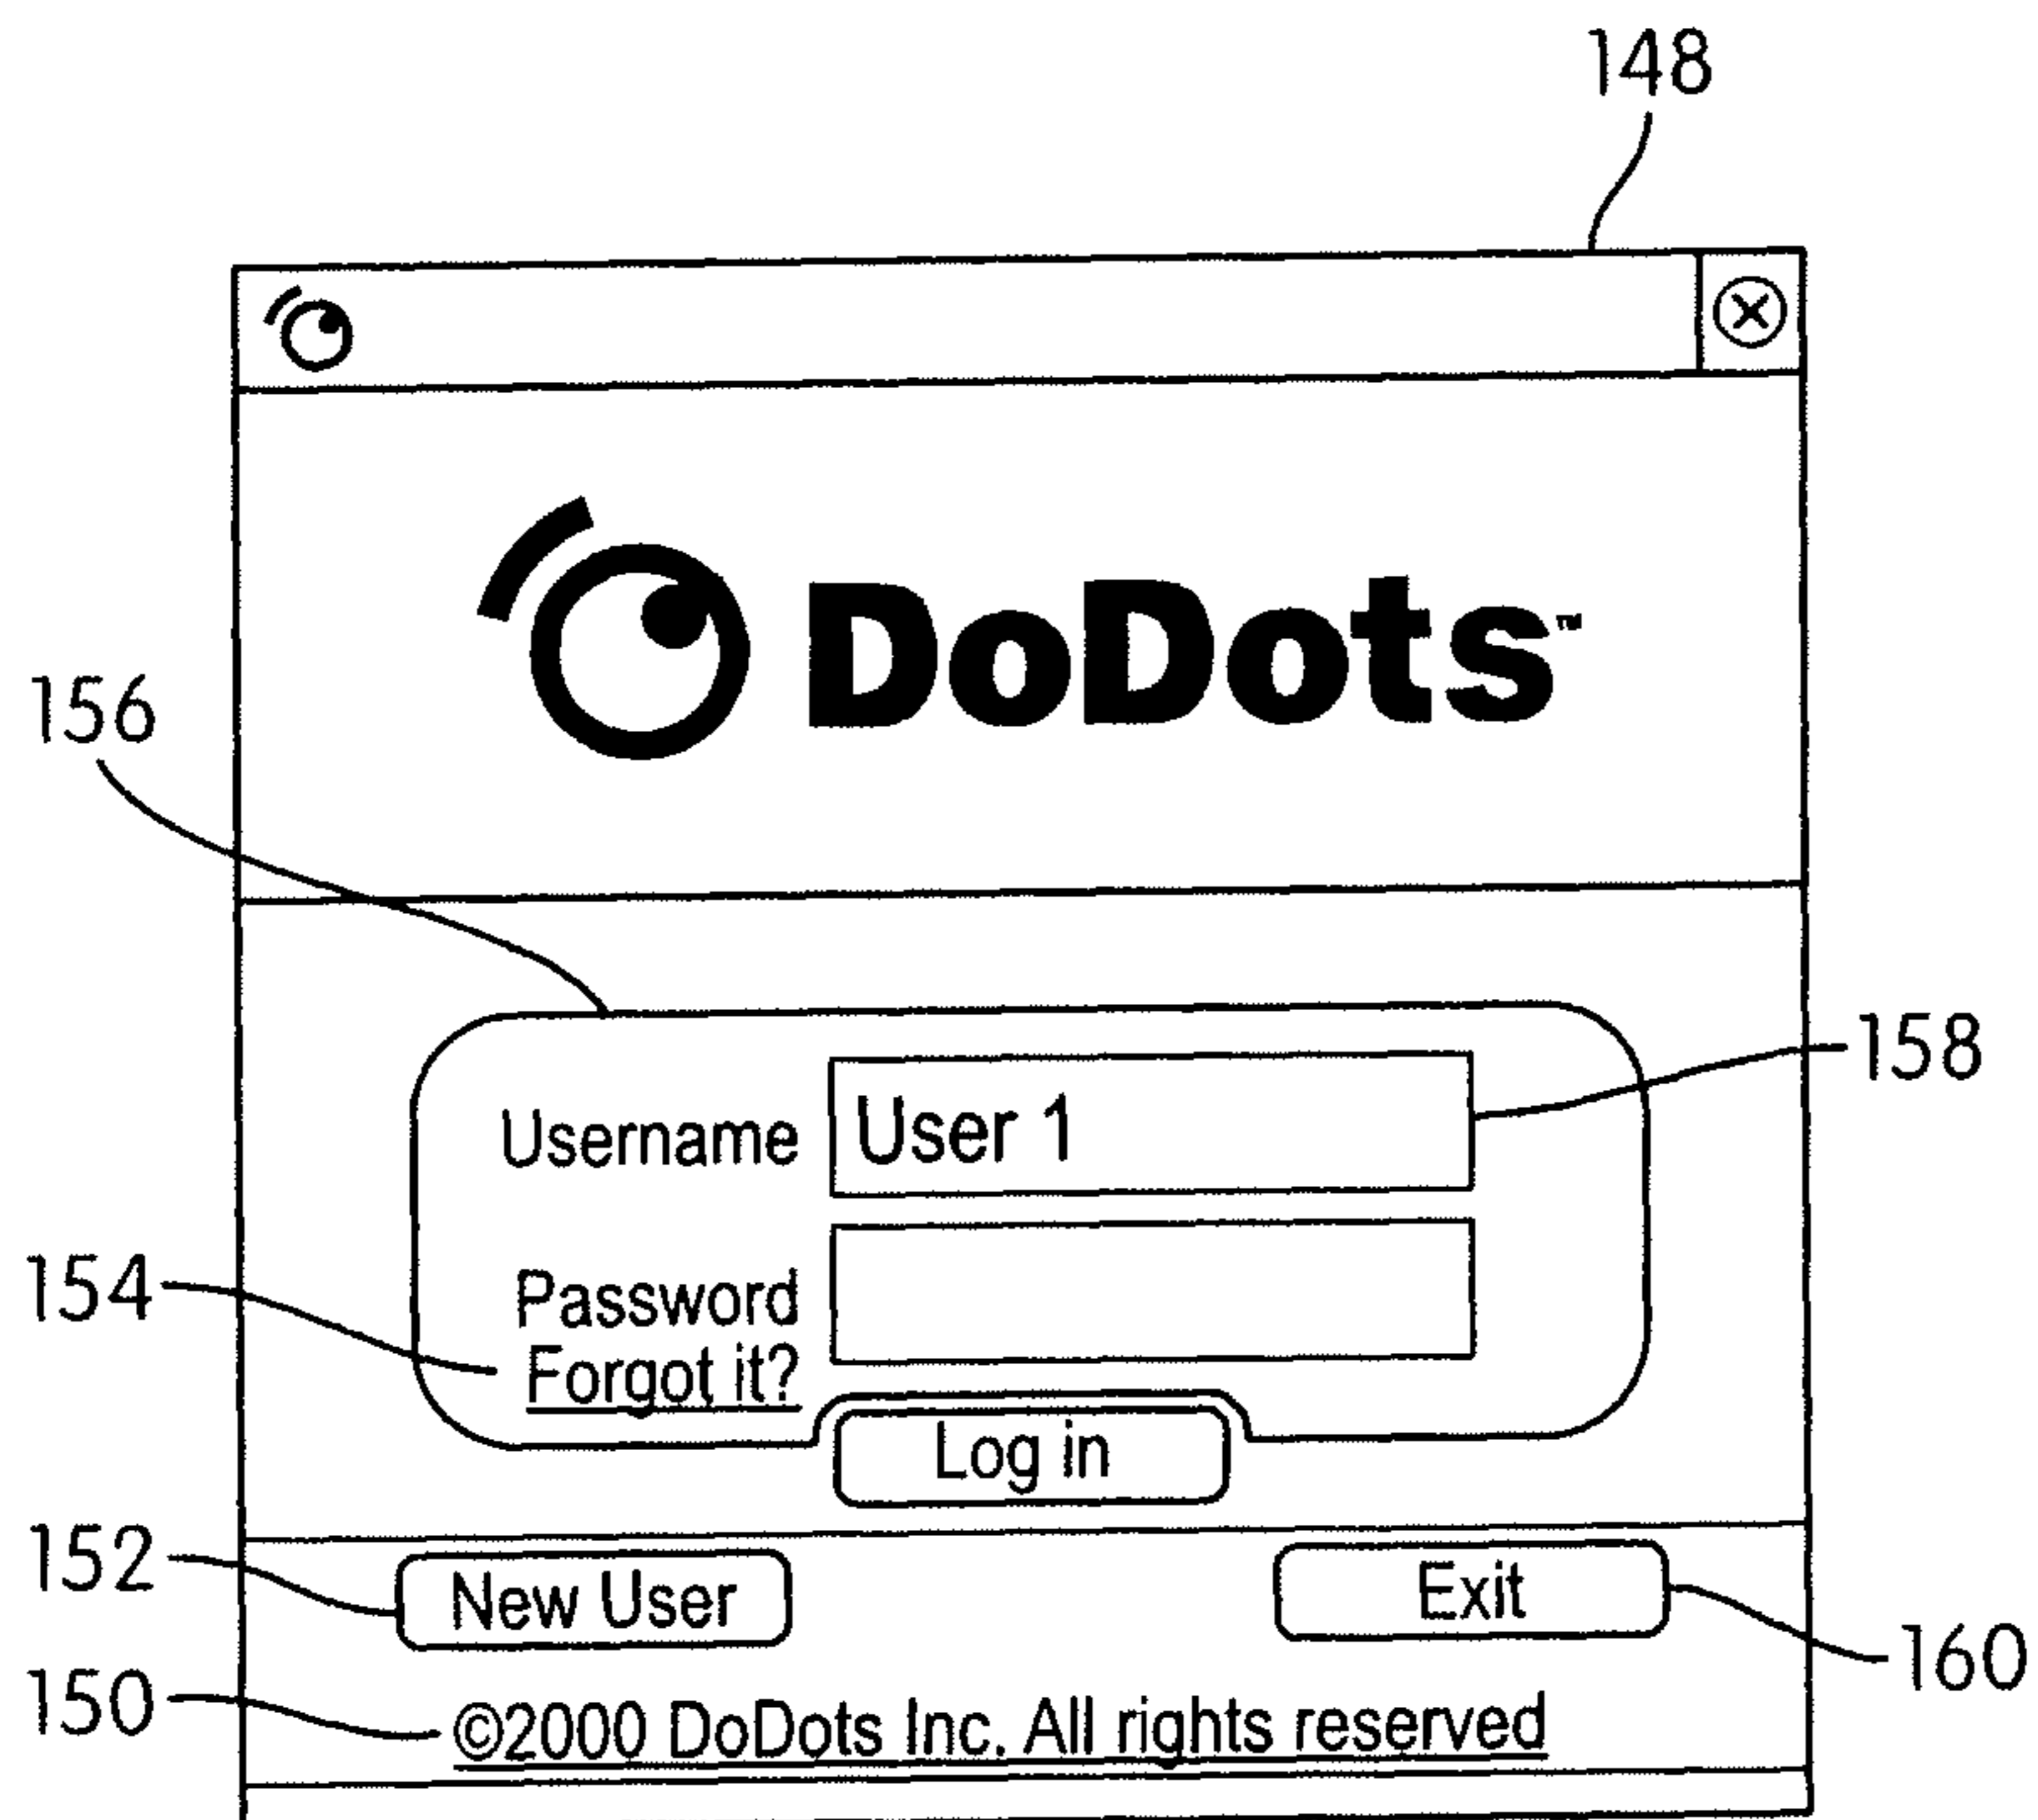 148
DoDots™
156
Username User 1 158
Password
154 Forgot it?
Log in
152 New User Exit 160
150 ©2000 DoDots Inc. All rights reserved